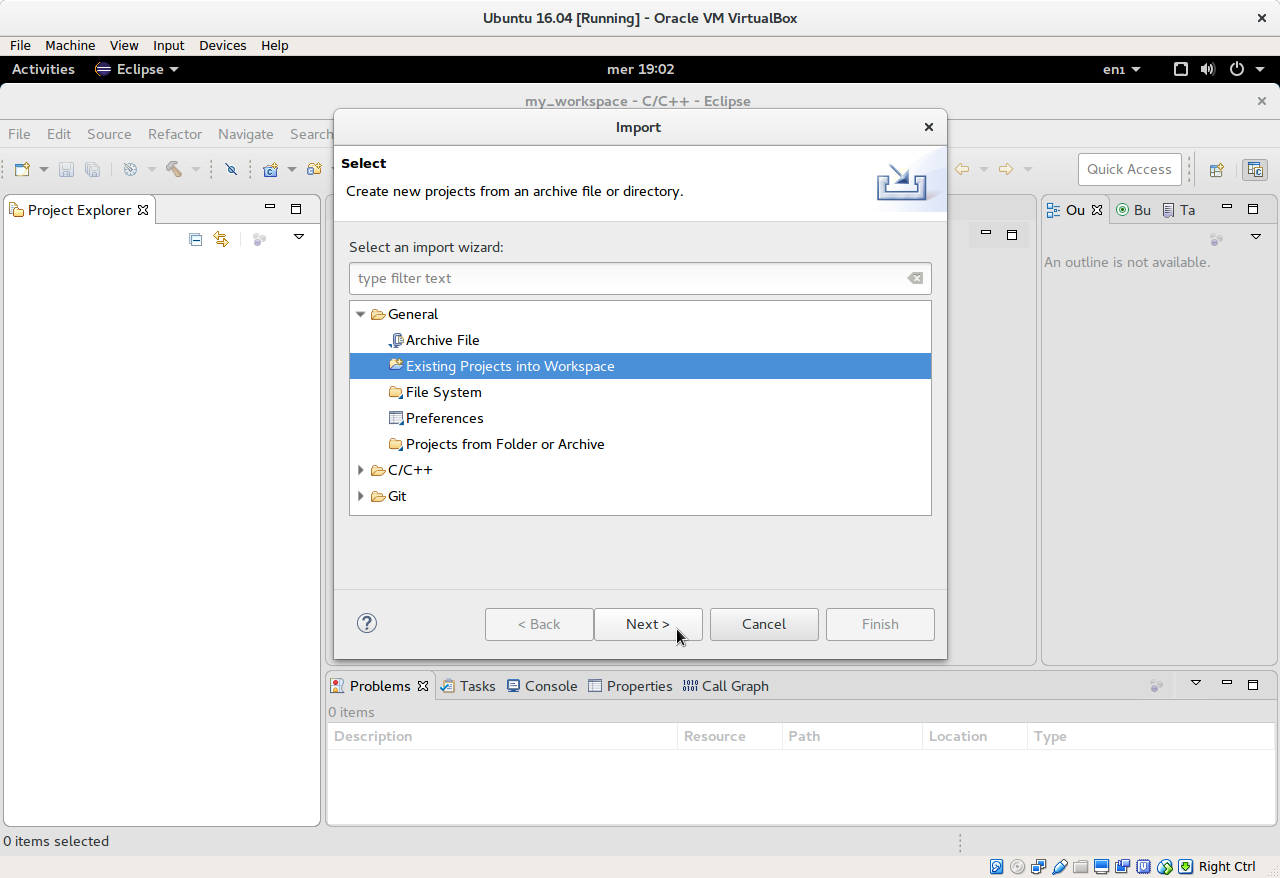 Ubuntu 16.04 [Running] - Oracle VM VirtualBox
File Machine View Input Devices Help
Activities Eclipse mer 19:02 en1
my_workspace - C/C++ - Eclipse
File Edit Source Refactor Navigate Search
Import
Select
Create new projects from an archive file or directory.
Quick Access
Project Explorer
Ou Bu Ta
An outline is not available.
Select an import wizard:
type filter text
General
Archive File
Existing Projects into Workspace
File System
Preferences
Projects from Folder or Archive
C/C++
Git
< Back Next > Cancel Finish
Problems Tasks Console Properties Call Graph
0 items
Description Resource Path Location Type
0 items selected
Right Ctrl